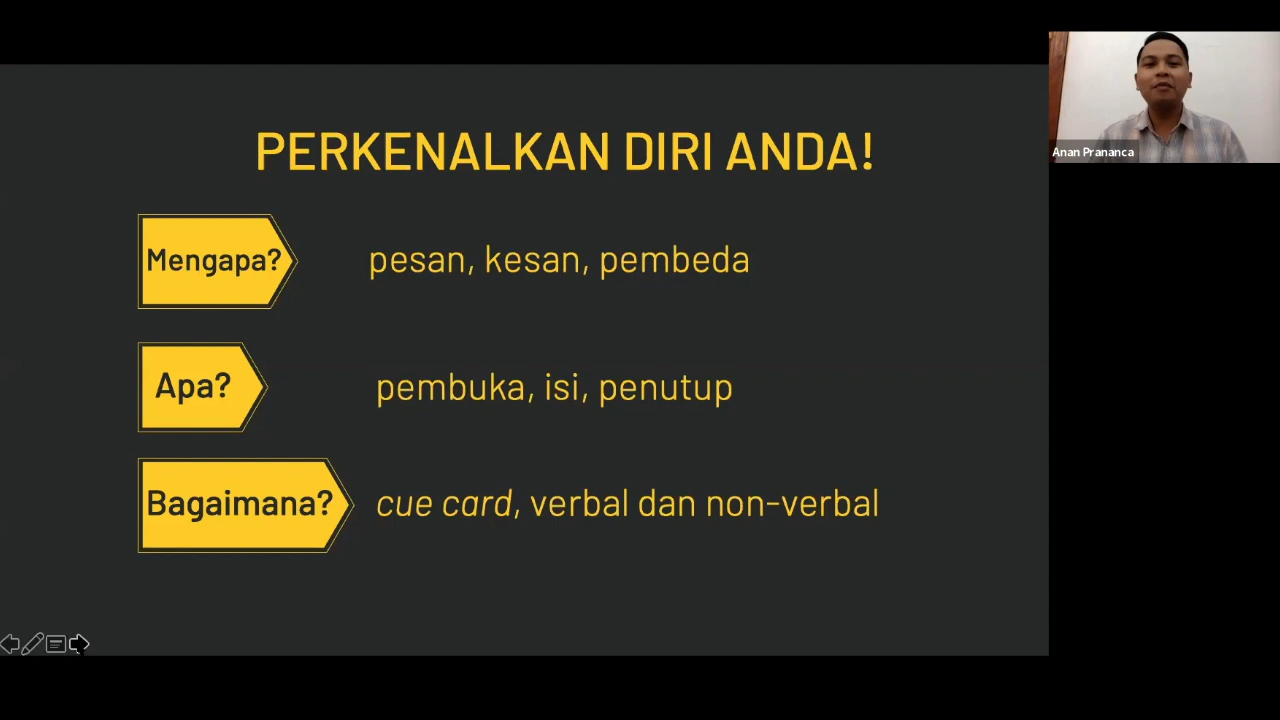 PERKENALKAN DIRI ANDA!
Mengapa? pesan, kesan, pembeda
Apa? pembuka, isi, penutup
Bagaimana? cue card, verbal dan non-verbal
Anan Prananca